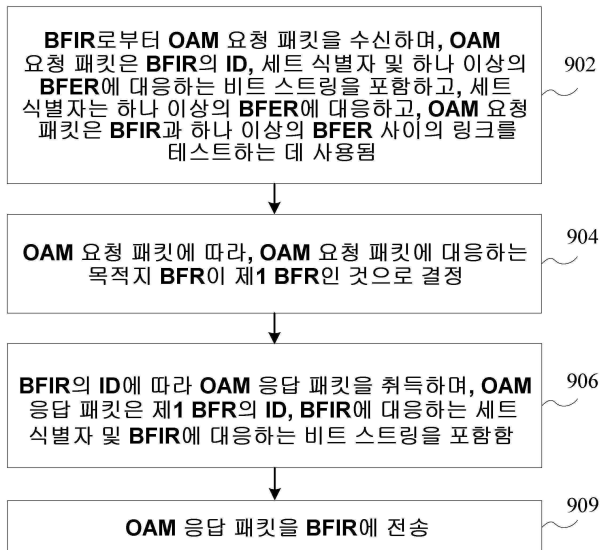 BFIR로부터 OAM 요청 패킷을 수신하며, OAM
요청 패킷은 BFIR의 ID, 세트 식별자 및 하나 이상의
BFER에 대응하는 비트 스트링을 포함하고, 세트
식별자는 하나 이상의 BFER에 대응하고, OAM 요청
패킷은 BFIR과 하나 이상의 BFER 사이의 링크를
테스트하는 데 사용됨
902
OAM 요청 패킷에 따라, OAM 요청 패킷에 대응하는
목적지 BFR이 제1 BFR인 것으로 결정
904
BFIR의 ID에 따라 OAM 응답 패킷을 취득하며, OAM
응답 패킷은 제1 BFR의 ID, BFIR에 대응하는 세트
식별자 및 BFIR에 대응하는 비트 스트링을 포함함
906
OAM 응답 패킷을 BFIR에 전송
909